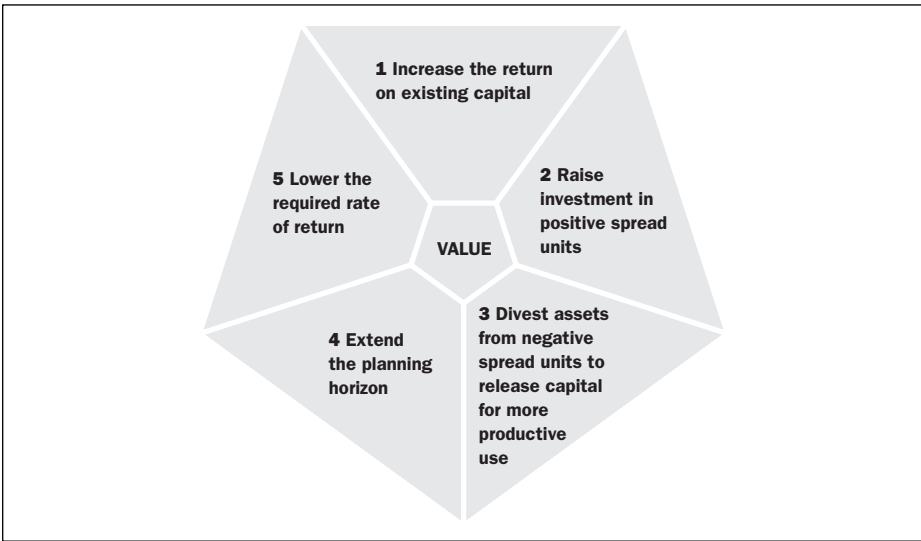 1 Increase the return
on existing capital
2 Raise
investment in
positive spread
units
3 Divest assets
from negative
spread units to
release capital
for more
productive
use
4 Extend
the planning
horizon
5 Lower the
required rate
of return
VALUE